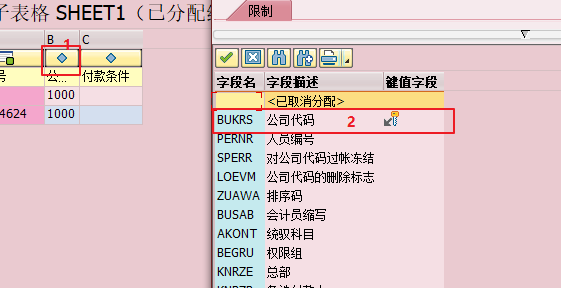 子表格 SHEET1（已分配给
B C
1
号 公... 付款条件
1000
4624 1000
限制
字段名 字段描述 键值字段
<已取消分配>
BUKRS 公司代码 2
PERNR 人员编号
SPERR 对公司代码过帐冻结
LOEVM 公司代码的删除标志
ZUAWA 排序码
BUSAB 会计员缩写
AKONT 统驭科目
BEGRU 权限组
KNRZE 总部